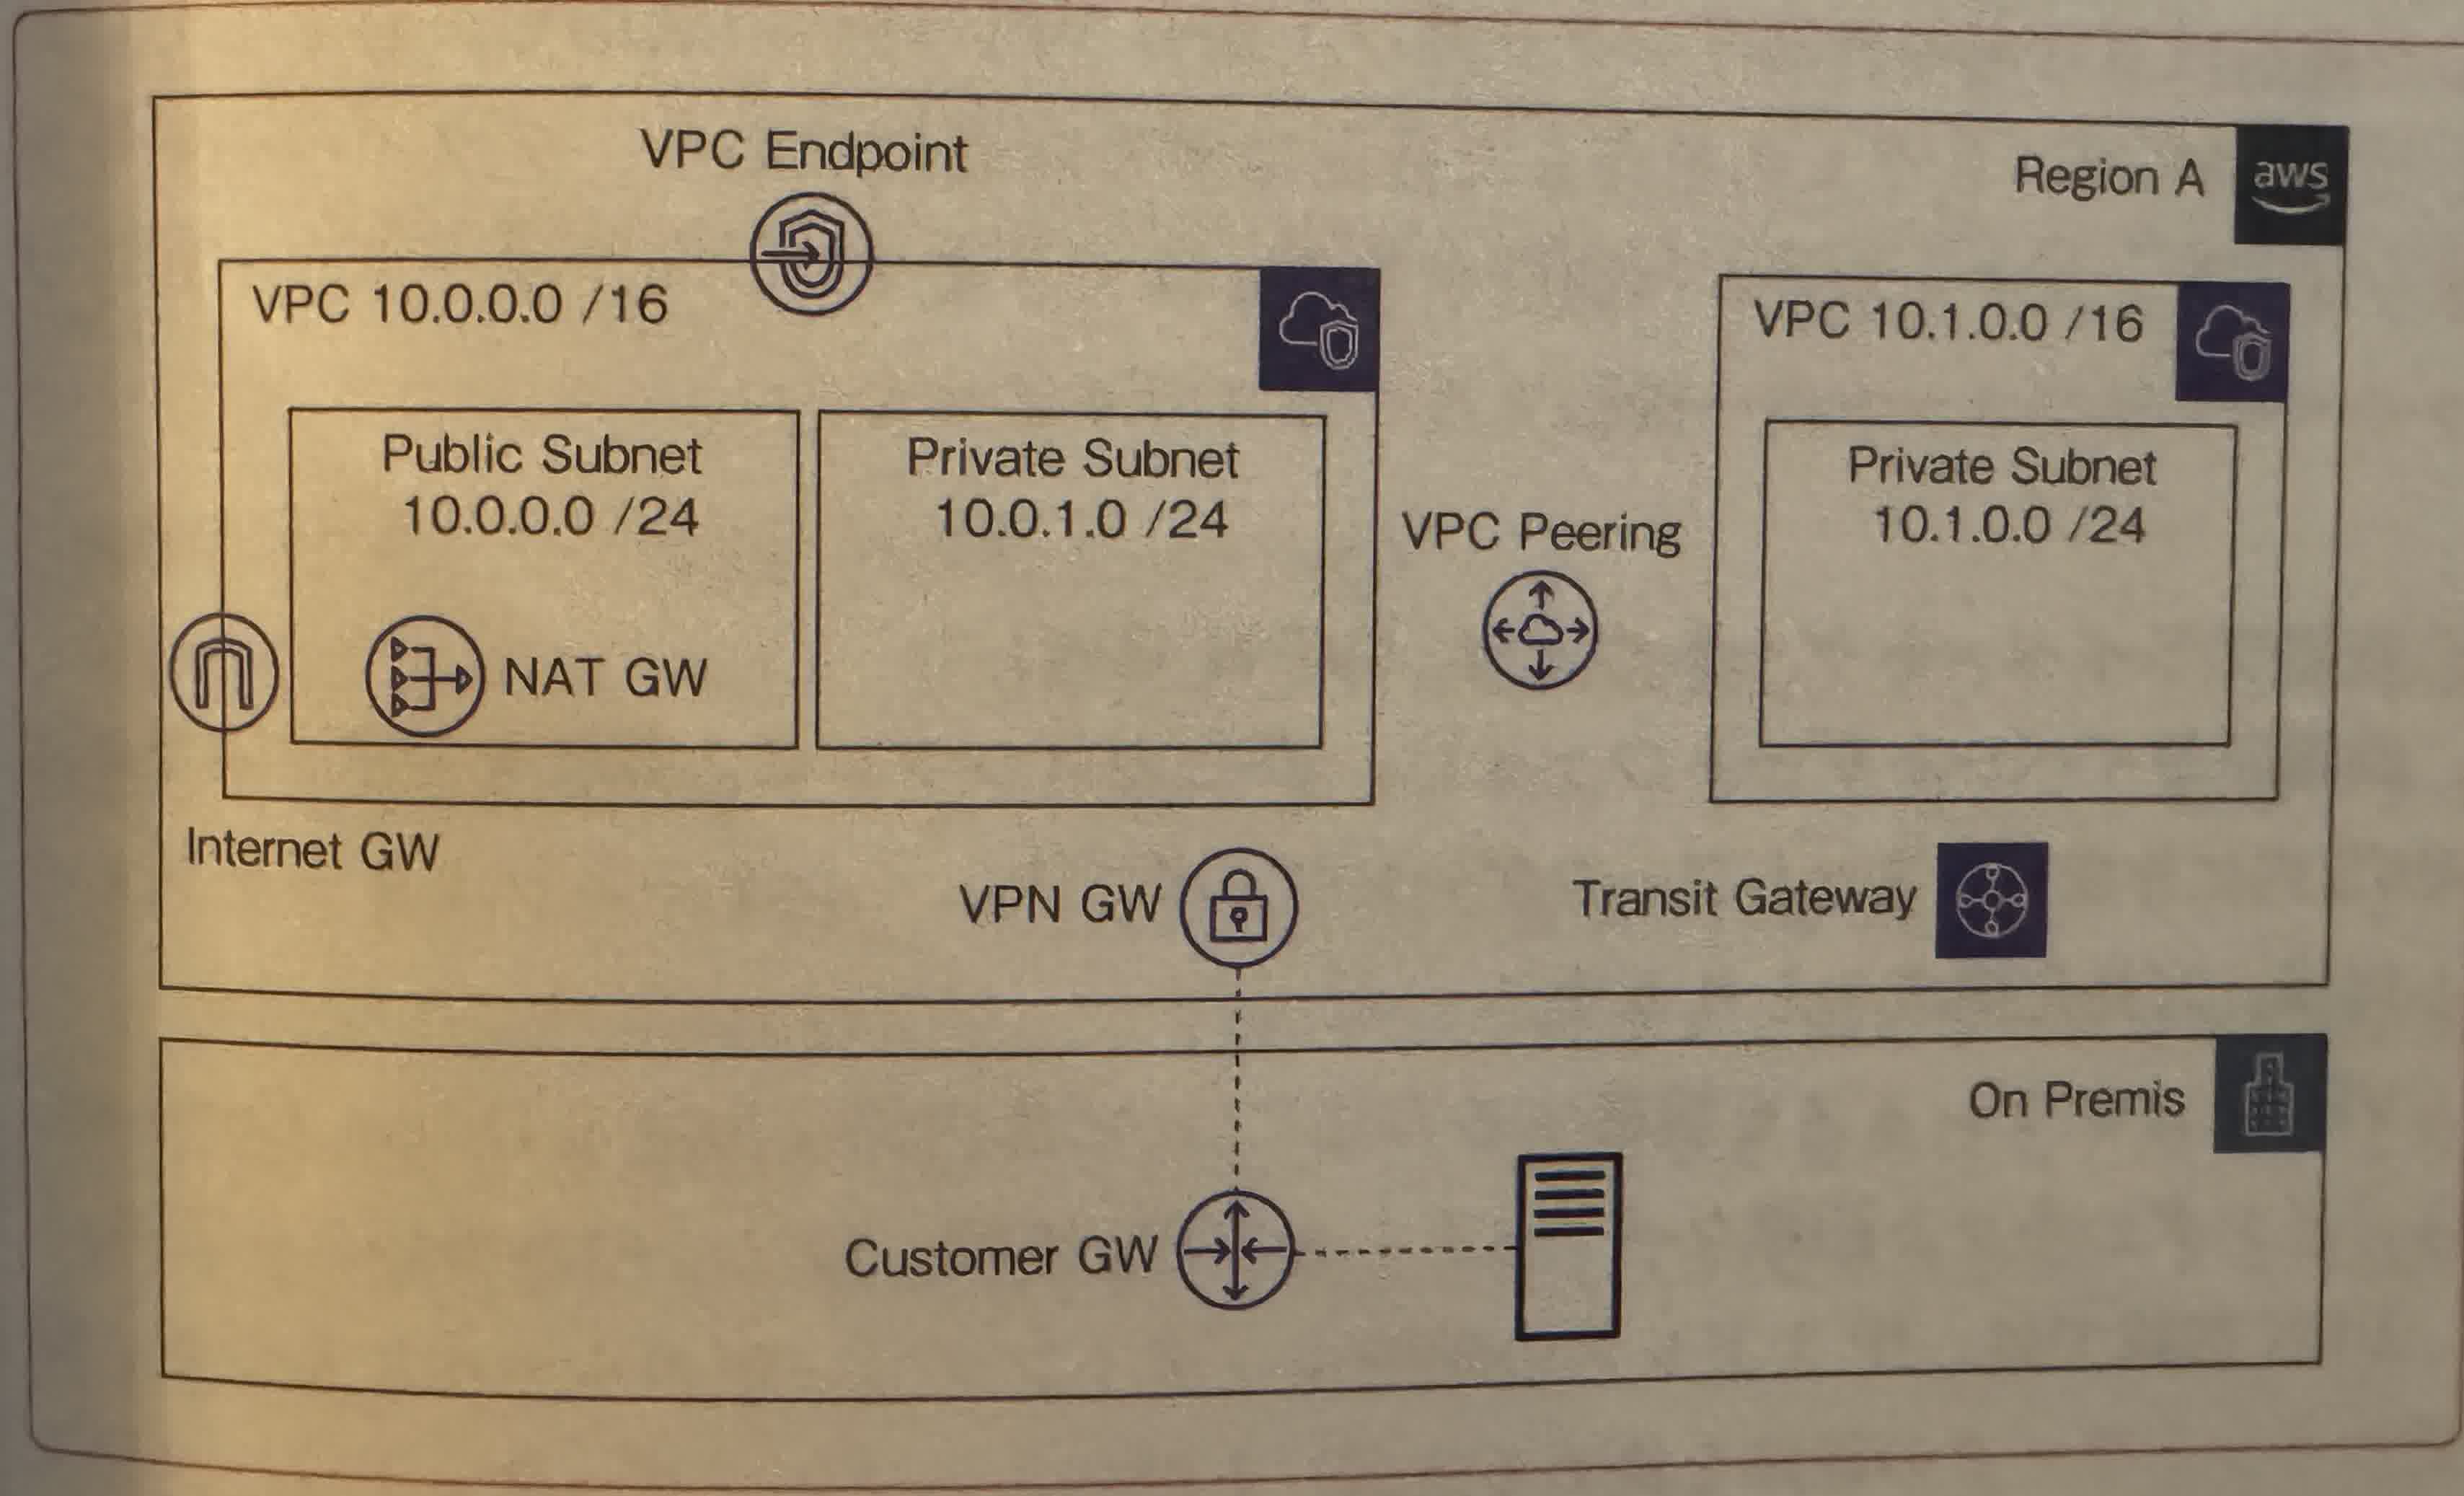 VPC Endpoint
Region A
aws
VPC 10.0.0.0 /16
VPC 10.1.0.0 /16
Public Subnet
10.0.0.0 /24
Private Subnet
10.0.1.0 /24
VPC Peering
Private Subnet
10.1.0.0 /24
NAT GW
Internet GW
VPN GW
Transit Gateway
On Premis
Customer GW